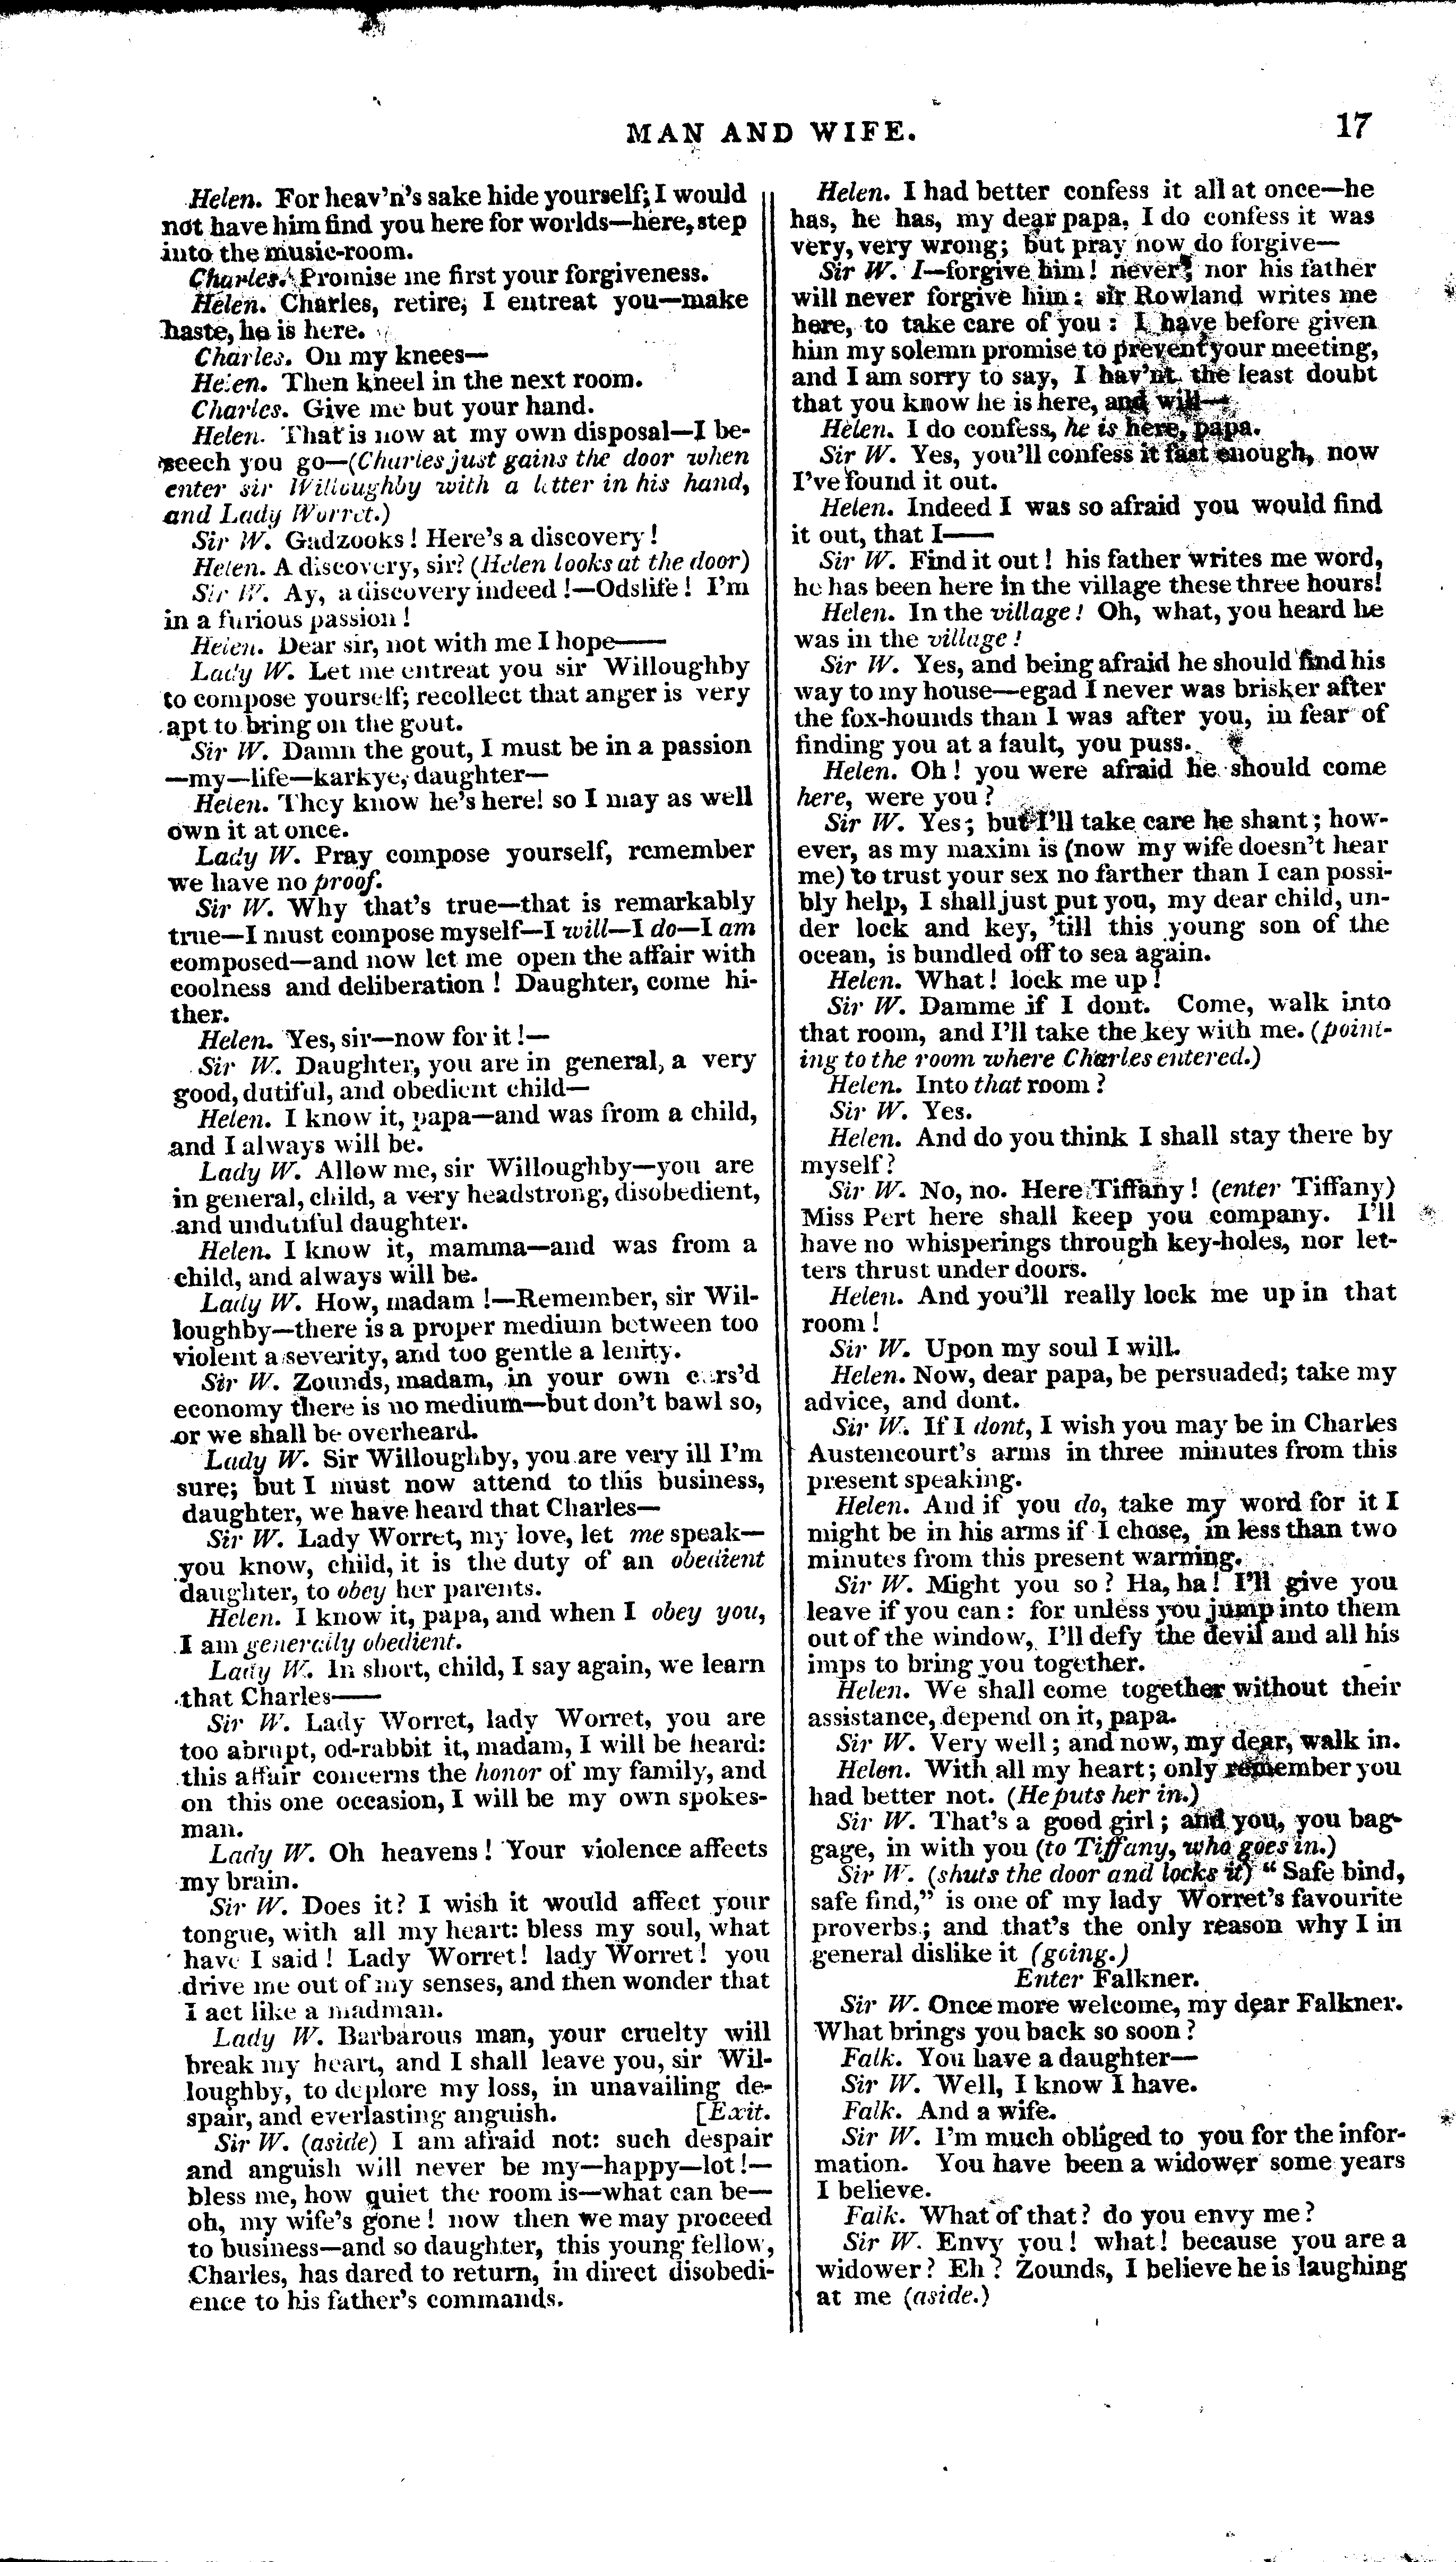 MAN AND WIFE.
17
Helen. For heav'n's sake hide yourself; I would
not have him find you here for worlds—here, step
into the music-room.
Charles. Promise me first your forgiveness.
Helen. Charles, retire, I entreat you—make
haste, he is here.
Charles. On my knees—
Helen. Then kneel in the next room.
Charles. Give me but your hand.
Helen. That is now at my own disposal—I be-
seech you go—(Charles just gains the door when
enter sir Willoughby with a letter in his hand,
and Lady Worret.)
Sir W. Gadzooks! Here's a discovery!
Helen. A discovery, sir? (Helen looks at the door)
Sir W. Ay, a discovery indeed!—Odslife! I'm
in a furious passion!
Helen. Dear sir, not with me I hope——
Lady W. Let me entreat you sir Willoughby
to compose yourself; recollect that anger is very
apt to bring on the gout.
Sir W. Damn the gout, I must be in a passion
—my—life—karkye, daughter—
Helen. They know he's here! so I may as well
own it at once.
Lady W. Pray compose yourself, remember
we have no proof.
Sir W. Why that's true—that is remarkably
true—I must compose myself—I will—I do—I am
composed—and now let me open the affair with
coolness and deliberation! Daughter, come hi-
ther.
Helen. Yes, sir—now for it!—
Sir W. Daughter, you are in general, a very
good, dutiful, and obedient child—
Helen. I know it, papa—and was from a child,
and I always will be.
Lady W. Allow me, sir Willoughby—you are
in general, child, a very headstrong, disobedient,
and undutiful daughter.
Helen. I know it, mamma—and was from a
child, and always will be.
Lady W. How, madam!—Remember, sir Wil-
loughby—there is a proper medium between too
violent a severity, and too gentle a lenity.
Sir W. Zounds, madam, in your own curs'd
economy there is no medium—but don't bawl so,
or we shall be overheard.
Lady W. Sir Willoughby, you are very ill I'm
sure; but I must now attend to this business,
daughter, we have heard that Charles—
Sir W. Lady Worret, my love, let me speak—
you know, child, it is the duty of an obedient
daughter, to obey her parents.
Helen. I know it, papa, and when I obey you,
I am generally obedient.
Lady W. In short, child, I say again, we learn
that Charles——
Sir W. Lady Worret, lady Worret, you are
too abrupt, od-rabbit it, madam, I will be heard:
this affair concerns the honor of my family, and
on this one occasion, I will be my own spokes-
man.
Lady W. Oh heavens! Your violence affects
my brain.
Sir W. Does it? I wish it would affect your
tongue, with all my heart: bless my soul, what
have I said! Lady Worret! lady Worret! you
drive me out of my senses, and then wonder that
I act like a madman.
Lady W. Barbarous man, your cruelty will
break my heart, and I shall leave you, sir Wil-
loughby, to deplore my loss, in unavailing de-
spair, and everlasting anguish. [Exit.
Sir W. (aside) I am afraid not: such despair
and anguish will never be my—happy—lot!—
bless me, how quiet the room is—what can be—
oh, my wife's gone! now then we may proceed
to business—and so daughter, this young fellow,
Charles, has dared to return, in direct disobedi-
ence to his father's commands.
Helen. I had better confess it all at once—he
has, he has, my dear papa, I do confess it was
very, very wrong; but pray now do forgive—
Sir W. I—forgive him! never; nor his father
will never forgive him: sir Rowland writes me
here, to take care of you: I have before given
him my solemn promise to prevent your meeting,
and I am sorry to say, I hav'nt the least doubt
that you know he is here, and will—
Helen. I do confess, he is here, papa.
Sir W. Yes, you'll confess it fast enough, now
I've found it out.
Helen. Indeed I was so afraid you would find
it out, that I——
Sir W. Find it out! his father writes me word,
he has been here in the village these three hours!
Helen. In the village! Oh, what, you heard he
was in the village!
Sir W. Yes, and being afraid he should find his
way to my house—egad I never was brisker after
the fox-hounds than I was after you, in fear of
finding you at a fault, you puss.
Helen. Oh! you were afraid he should come
here, were you?
Sir W. Yes; but I'll take care he shant; how-
ever, as my maxim is (now my wife doesn't hear
me) to trust your sex no farther than I can possi-
bly help, I shall just put you, my dear child, un-
der lock and key, 'till this young son of the
ocean, is bundled off to sea again.
Helen. What! lock me up!
Sir W. Damme if I dont. Come, walk into
that room, and I'll take the key with me. (point-
ing to the room where Charles entered.)
Helen. Into that room?
Sir W. Yes.
Helen. And do you think I shall stay there by
myself?
Sir W. No, no. Here Tiffany! (enter Tiffany)
Miss Pert here shall keep you company. I'll
have no whisperings through key-holes, nor let-
ters thrust under doors.
Helen. And you'll really lock me up in that
room!
Sir W. Upon my soul I will.
Helen. Now, dear papa, be persuaded; take my
advice, and dont.
Sir W. If I dont, I wish you may be in Charles
Austencourt's arms in three minutes from this
present speaking.
Helen. And if you do, take my word for it I
might be in his arms if I chose, in less than two
minutes from this present warning.
Sir W. Might you so? Ha, ha! I'll give you
leave if you can: for unless you jump into them
out of the window, I'll defy the devil and all his
imps to bring you together.
Helen. We shall come together without their
assistance, depend on it, papa.
Sir W. Very well; and now, my dear, walk in.
Helen. With all my heart; only remember you
had better not. (He puts her in.)
Sir W. That's a good girl; and you, you bag-
gage, in with you (to Tiffany, who goes in.)
Sir W. (shuts the door and locks it) "Safe bind,
safe find," is one of my lady Worret's favourite
proverbs; and that's the only reason why I in
general dislike it (going.)
Enter Falkner.
Sir W. Once more welcome, my dear Falkner.
What brings you back so soon?
Falk. You have a daughter—
Sir W. Well, I know I have.
Falk. And a wife.
Sir W. I'm much obliged to you for the infor-
mation. You have been a widower some years
I believe.
Falk. What of that? do you envy me?
Sir W. Envy you! what! because you are a
widower? Eh? Zounds, I believe he is laughing
at me (aside.)